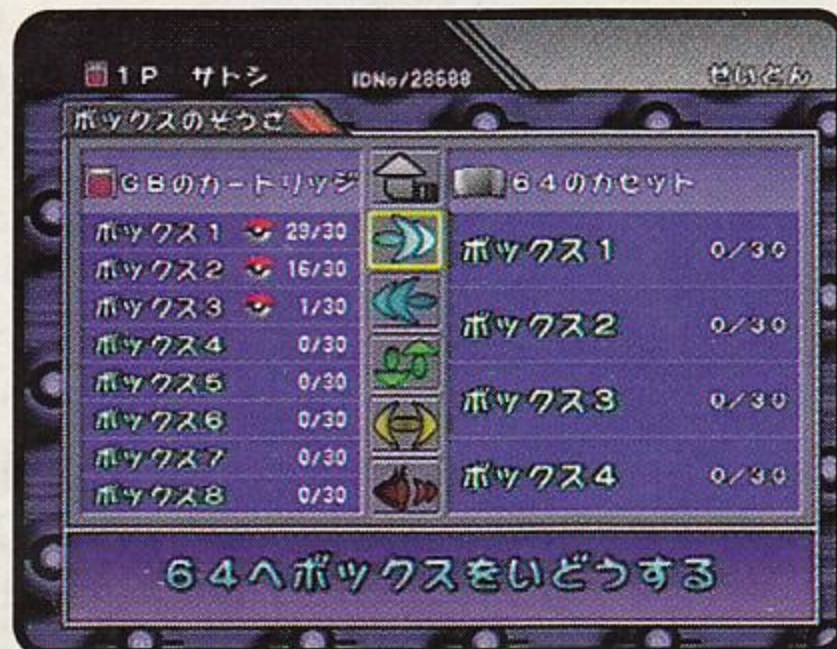 1P サトシ IDNo/28688 せいとん
ボックスのそうさ
GBのカートリッジ
ボックス1 29/30
ボックス2 16/30
ボックス3 1/30
ボックス4 0/30
ボックス5 0/30
ボックス6 0/30
ボックス7 0/30
ボックス8 0/30
64のカセット
ボックス1 0/30
ボックス2 0/30
ボックス3 0/30
ボックス4 0/30
64へボックスをいどうする